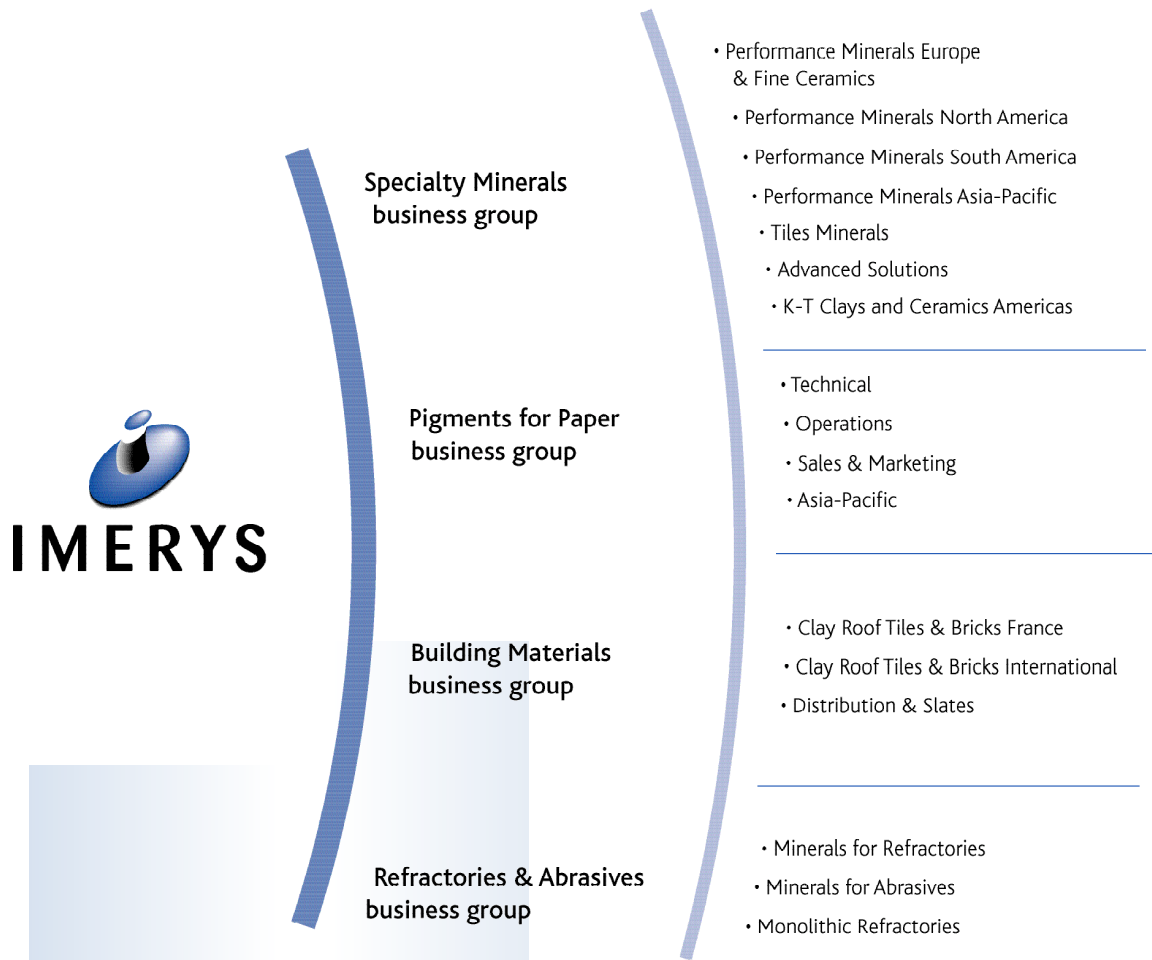 IMERYS
Specialty Minerals
business group
• Performance Minerals Europe
& Fine Ceramics
• Performance Minerals North America
• Performance Minerals South America
• Performance Minerals Asia-Pacific
• Tiles Minerals
• Advanced Solutions
• K-T Clays and Ceramics Americas
Pigments for Paper
business group
• Technical
• Operations
• Sales & Marketing
• Asia-Pacific
Building Materials
business group
• Clay Roof Tiles & Bricks France
• Clay Roof Tiles & Bricks International
• Distribution & Slates
Refractories & Abrasives
business group
• Minerals for Refractories
• Minerals for Abrasives
• Monolithic Refractories